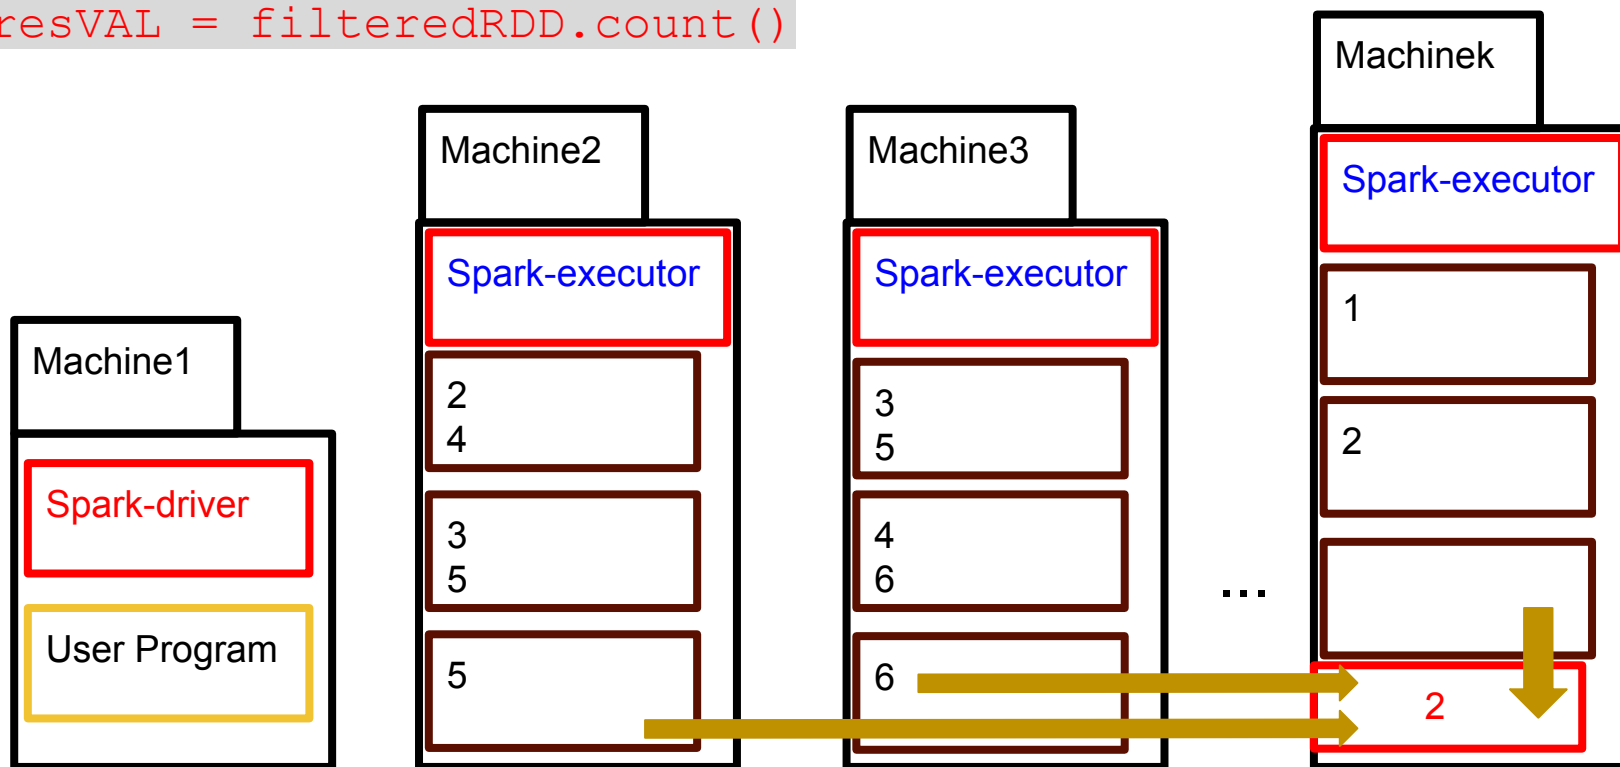 resVAL = filteredRDD.count()
Machine1
Spark-driver
User Program
Machine2
Spark-executor
2
4
3
5
5
Machine3
Spark-executor
3
5
4
6
6
...
Machinek
Spark-executor
1
2
2